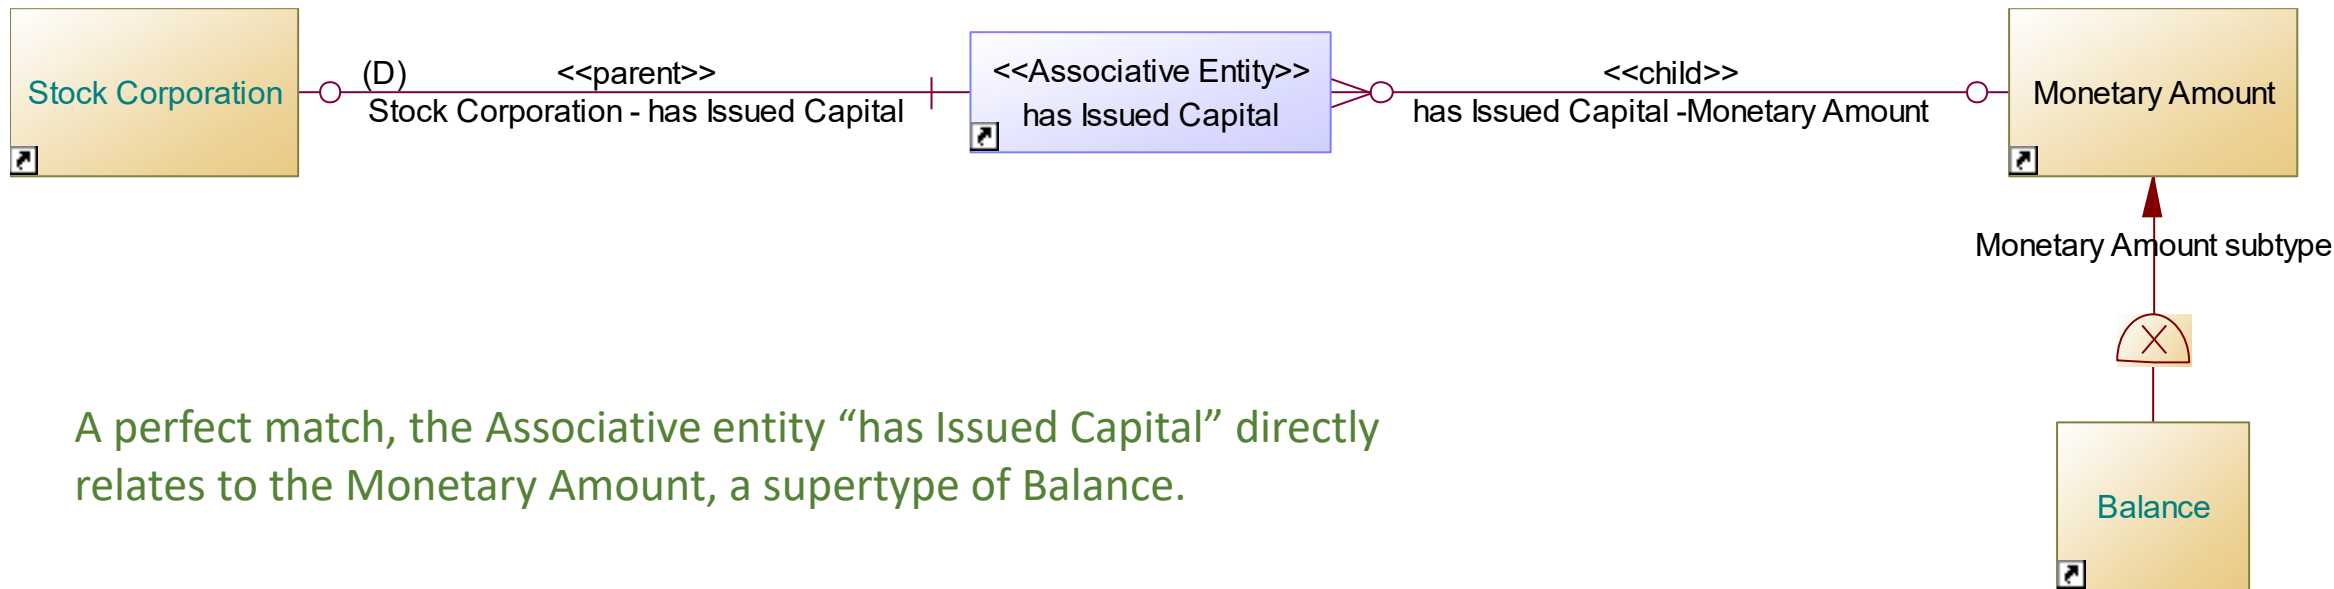 Stock Corporation
(D)
<<parent>>
Stock Corporation - has Issued Capital
<<Associative Entity>>
has Issued Capital
<<child>>
has Issued Capital -Monetary Amount
Monetary Amount
Monetary Amount subtype
A perfect match, the Associative entity “has Issued Capital” directly
relates to the Monetary Amount, a supertype of Balance.
Balance